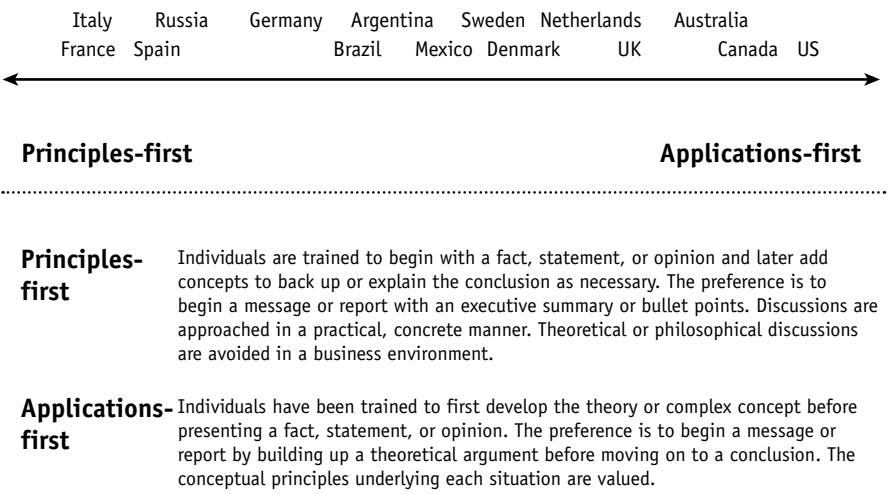 Italy Russia Germany Argentina Sweden Netherlands Australia
France Spain Brazil Mexico Denmark UK Canada US
Principles-first Applications-first
Principles-first
Individuals are trained to begin with a fact, statement, or opinion and later add
concepts to back up or explain the conclusion as necessary. The preference is to
begin a message or report with an executive summary or bullet points. Discussions are
approached in a practical, concrete manner. Theoretical or philosophical discussions
are avoided in a business environment.
Applications-first
Individuals have been trained to first develop the theory or complex concept before
presenting a fact, statement, or opinion. The preference is to begin a message or
report by building up a theoretical argument before moving on to a conclusion. The
conceptual principles underlying each situation are valued.